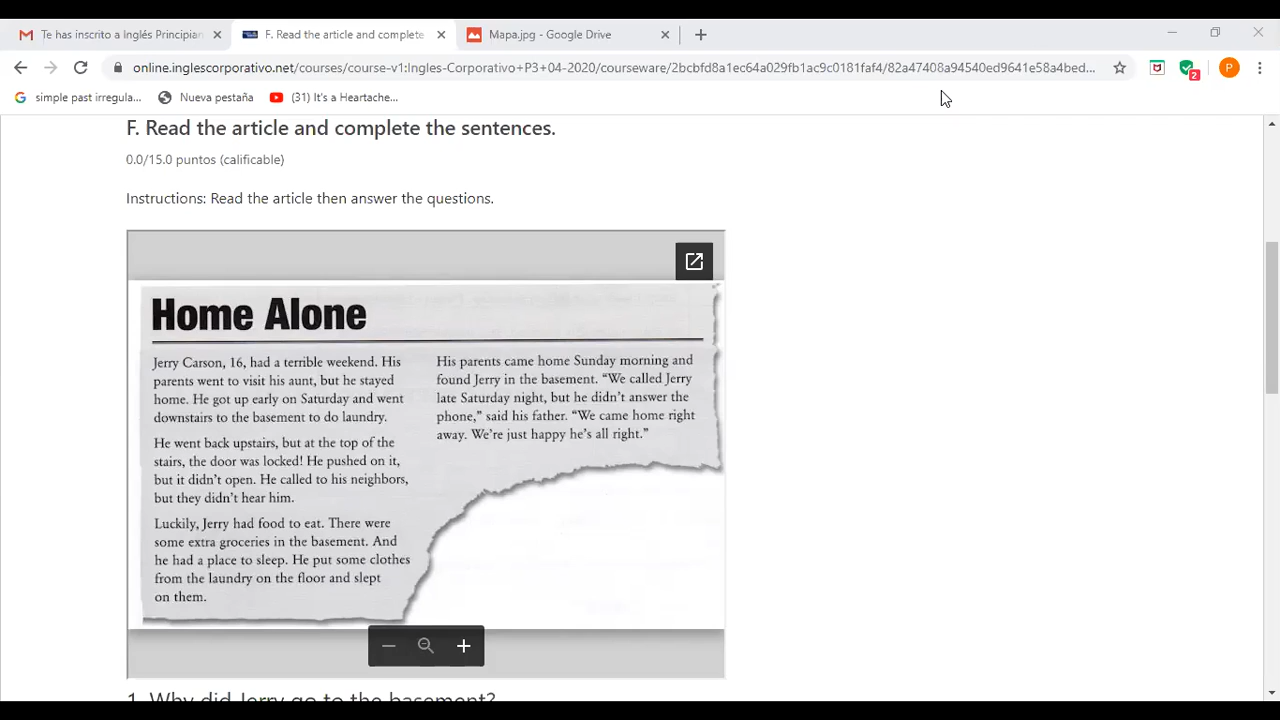 Te has inscrito a Inglés Principian
F. Read the article and complete
Mapa.jpg - Google Drive
online.inglescorporativo.net/courses/course-v1:Ingles-Corporativo+P3+04-2020/courseware/2bcbfd8a1ec64a029fb1ac9c0181faf4/82a47408a94540ed9641e58a4bed...
2
P
simple past irregula...
Nueva pestaña
(31) It's a Heartache...
F. Read the article and complete the sentences.
0.0/15.0 puntos (calificable)
Instructions: Read the article then answer the questions.
Home Alone
Jerry Carson, 16, had a terrible weekend. His
parents went to visit his aunt, but he stayed
home. He got up early on Saturday and went
downstairs to the basement to do laundry.
He went back upstairs, but at the top of the
stairs, the door was locked! He pushed on it,
but it didn't open. He called to his neighbors,
but they didn't hear him.
Luckily, Jerry had food to eat. There were
some extra groceries in the basement. And
he had a place to sleep. He put some clothes
from the laundry on the floor and slept
on them.
His parents came home Sunday morning and
found Jerry in the basement. "We called Jerry
late Saturday night, but he didn't answer the
phone," said his father. "We came home right
away. We're just happy he's all right."
1. Why did Jerry go to the basement?